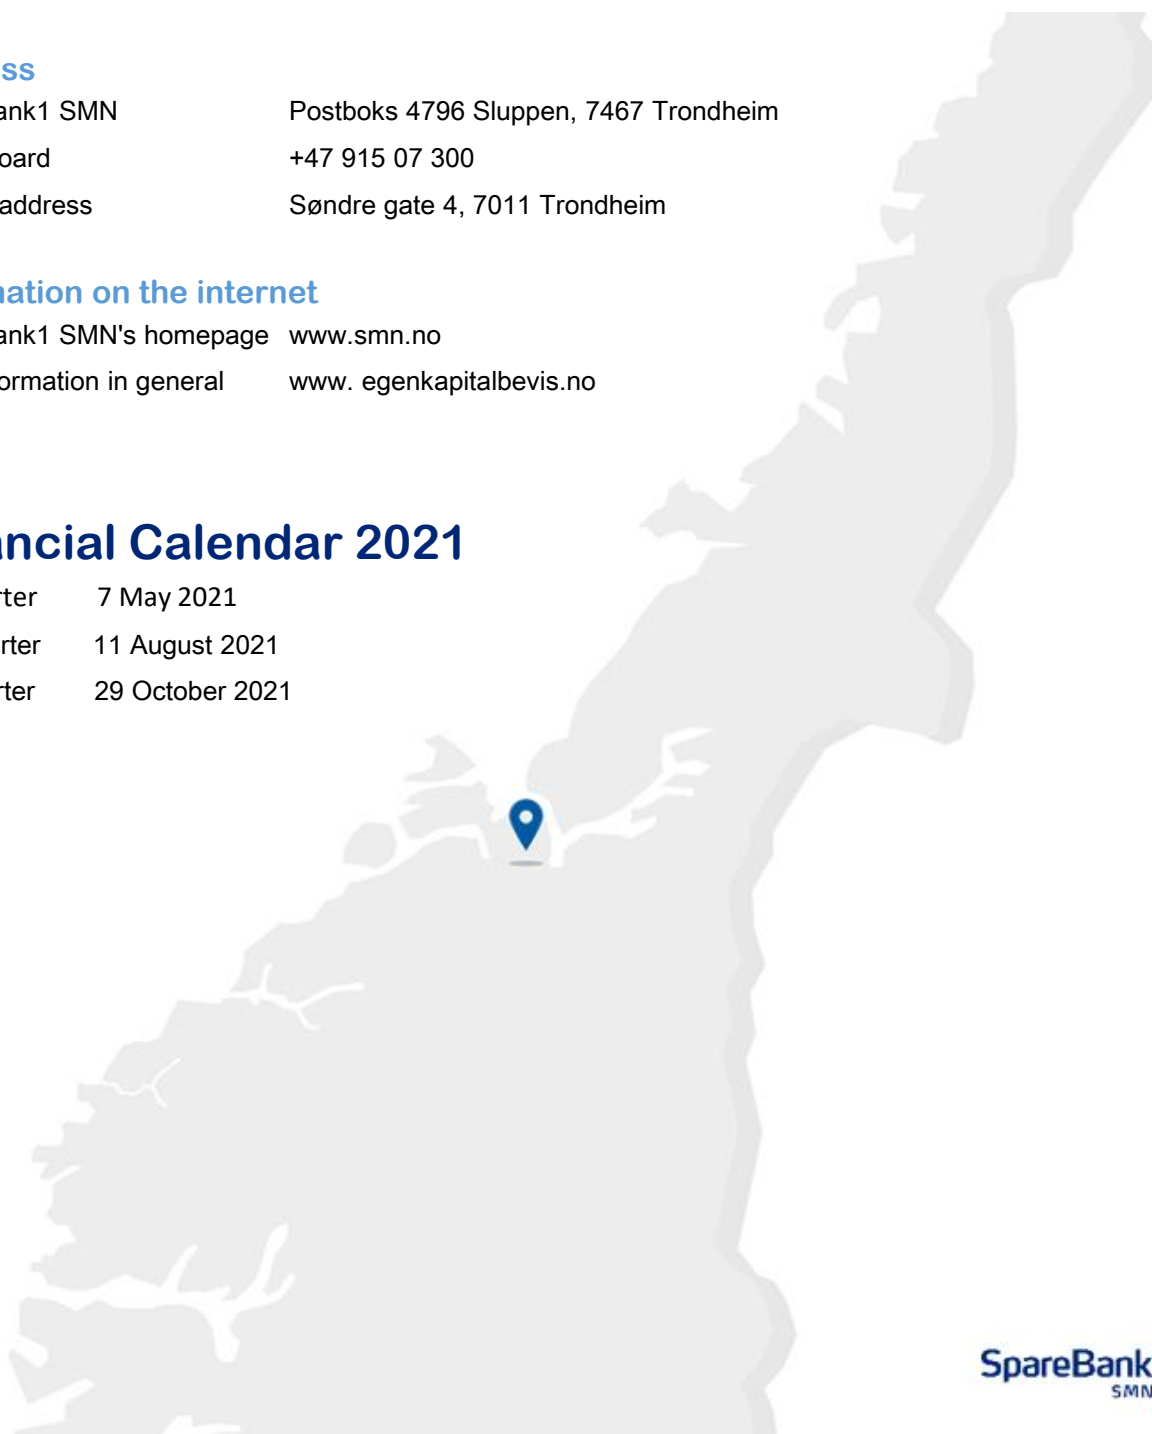 ss
ank1 SMN Postboks 4796 Sluppen, 7467 Trondheim
oard +47 915 07 300
address Søndre gate 4, 7011 Trondheim
nation on the internet
ank1 SMN's homepage www.smn.no
ormation in general www. egenkapitalbevis.no
ancial Calendar 2021
rter 7 May 2021
rter 11 August 2021
rter 29 October 2021
SpareBank
SMN